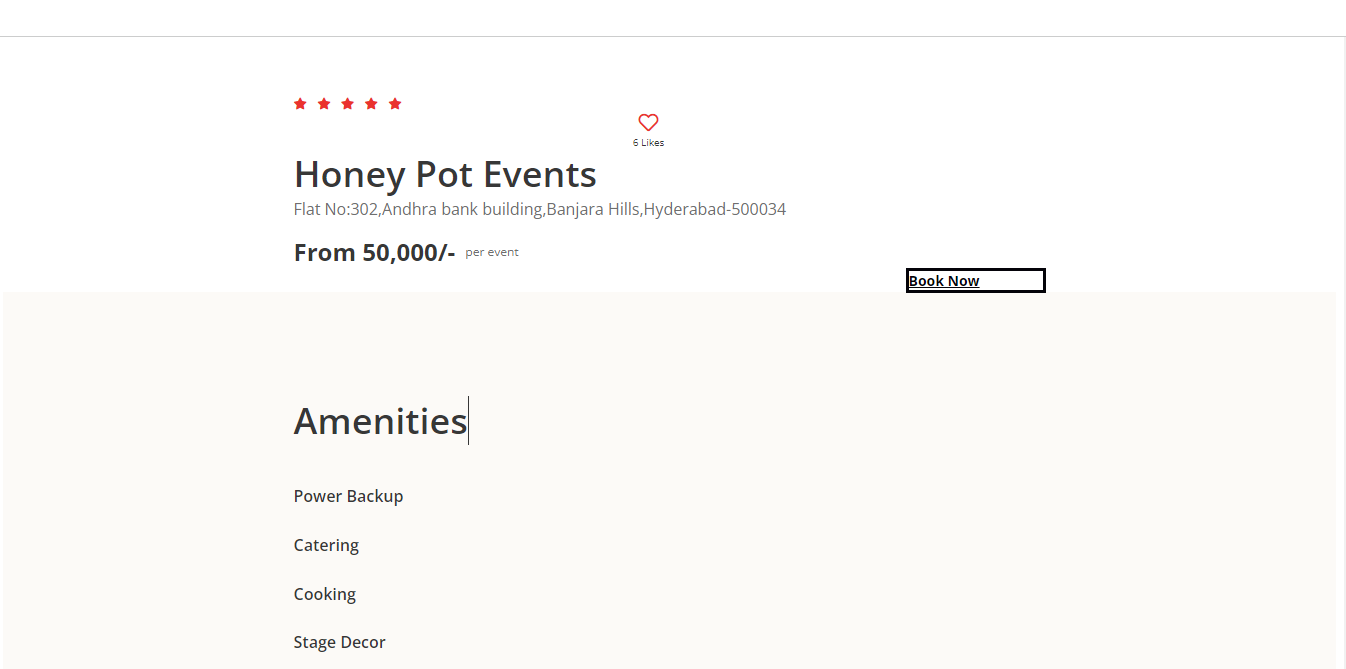 6 Likes
Honey Pot Events
Flat No:302,Andhra bank building,Banjara Hills,Hyderabad-500034
From 50,000/- per event
Book Now
Amenities
Power Backup
Catering
Cooking
Stage Decor